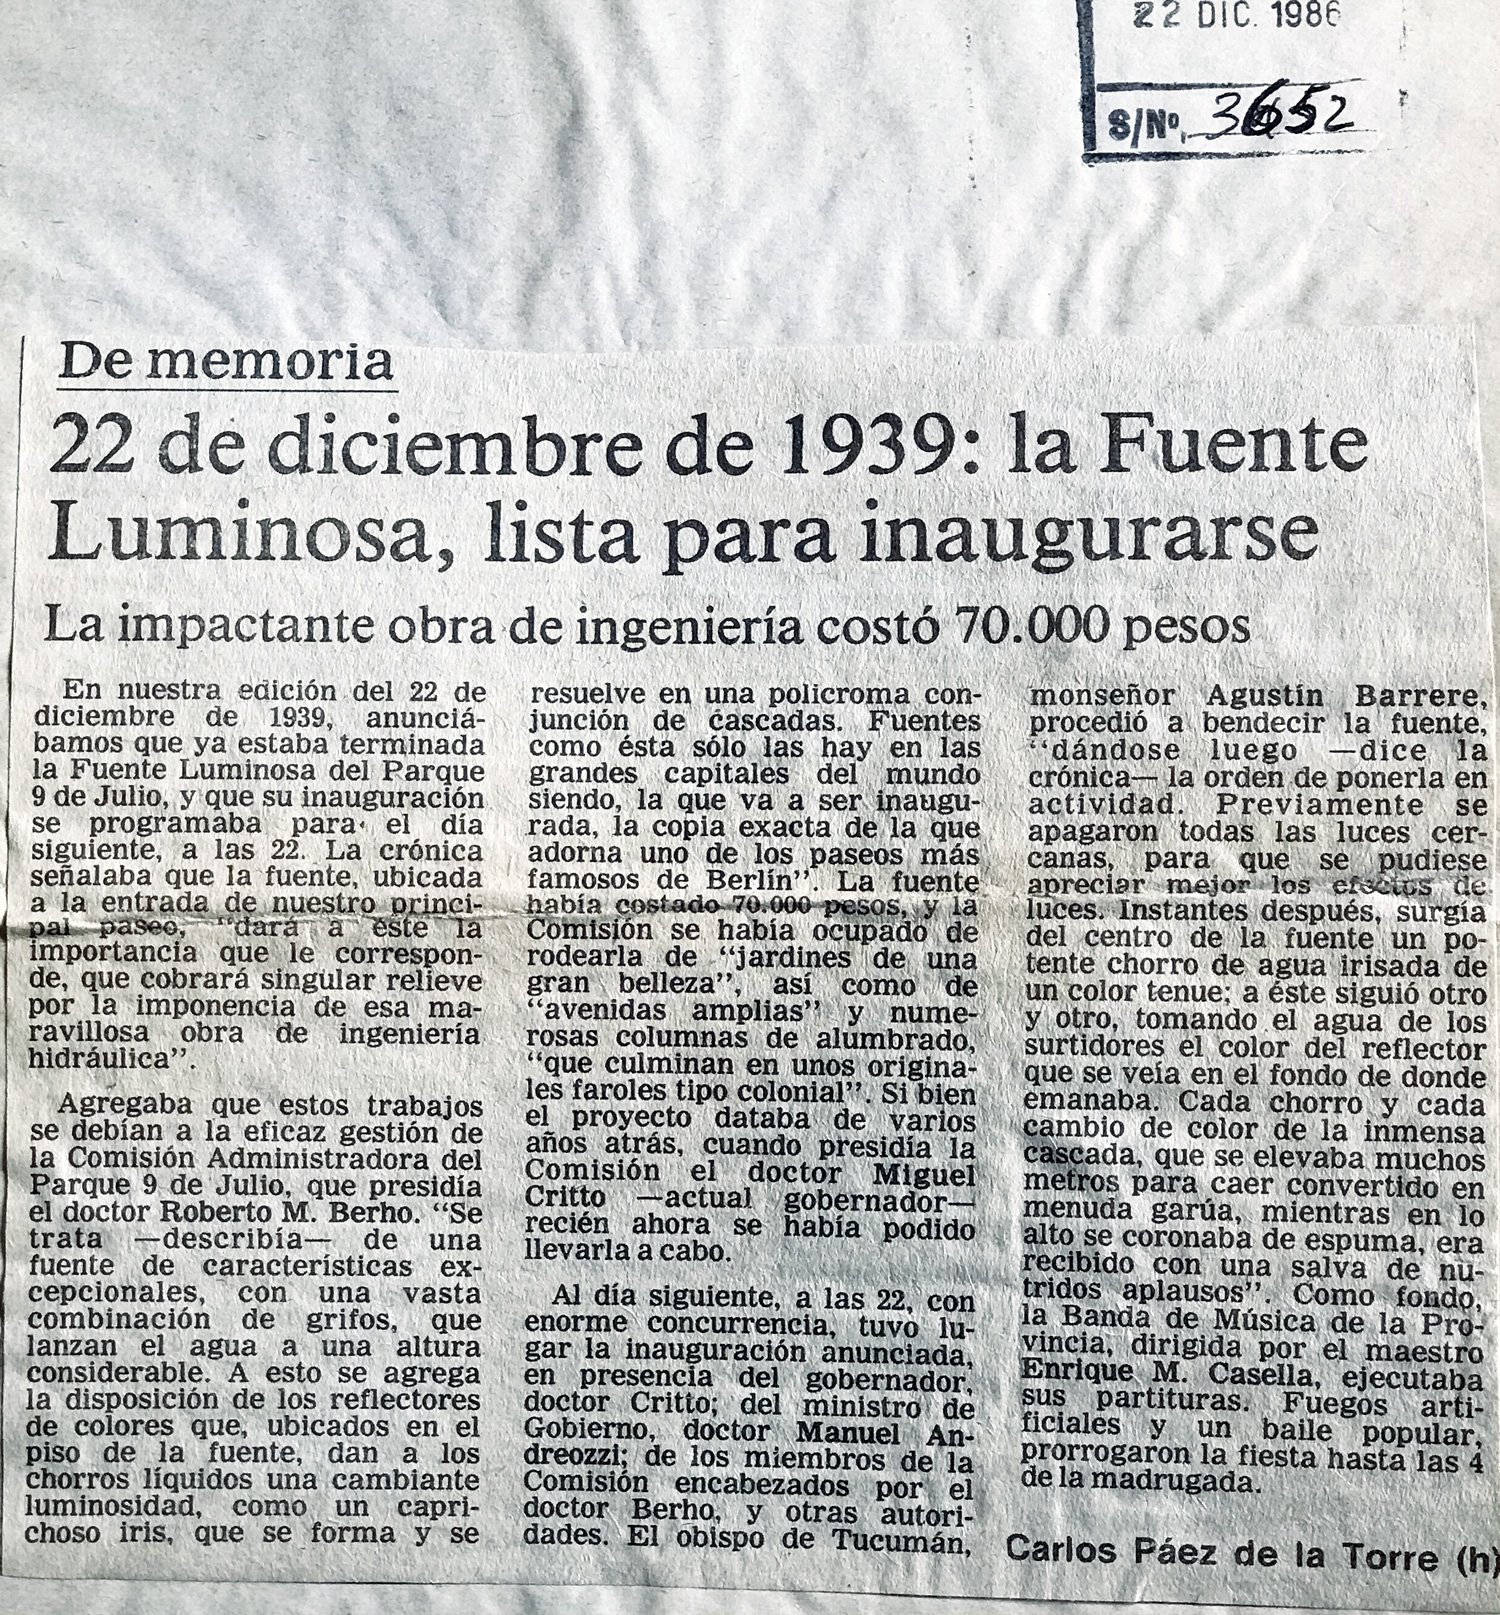 22 DIC. 1986
S/Nº, 3652
De memoria
22 de diciembre de 1939: la Fuente
Luminosa, lista para inaugurarse
La impactante obra de ingeniería costó 70.000 pesos
En nuestra edición del 22 de
diciembre de 1939, anunciá-
bamos que ya estaba terminada
la Fuente Luminosa del Parque
9 de Julio, y que su inauguración
se programaba para el día
siguiente, a las 22. La crónica
señalaba que la fuente, ubicada
a la entrada de nuestro princi-
pal paseo, “dará a éste la
importancia que le correspon-
de, que cobrará singular relieve
por la imponencia de esa ma-
ravillosa obra de ingeniería
hidráulica”.
Agregaba que estos trabajos
se debían a la eficaz gestión de
la Comisión Administradora del
Parque 9 de Julio, que presidía
el doctor Roberto M. Berho. “Se
trata —describía— de una
fuente de características ex-
cepcionales, con una vasta
combinación de grifos, que
lanzan el agua a una altura
considerable. A esto se agrega
la disposición de los reflectores
de colores que, ubicados en el
piso de la fuente, dan a los
chorros líquidos una cambiante
luminosidad, como un capri-
choso iris, que se forma y se
resuelve en una policroma con-
junción de cascadas. Fuentes
como ésta sólo las hay en las
grandes capitales del mundo
siendo, la que va a ser inaugu-
rada, la copia exacta de la que
adorna uno de los paseos más
famosos de Berlín”. La fuente
había costado 70.000 pesos, y la
Comisión se había ocupado de
rodearla de “jardines de una
gran belleza”, así como de
“avenidas amplias” y nume-
rosas columnas de alumbrado,
“que culminan en unos origina-
les faroles tipo colonial”. Si bien
el proyecto databa de varios
años atrás, cuando presidía la
Comisión el doctor Miguel
Critto —actual gobernador—
recién ahora se había podido
llevarla a cabo.
Al día siguiente, a las 22, con
enorme concurrencia, tuvo lu-
gar la inauguración anunciada,
en presencia del gobernador,
doctor Critto; del ministro de
Gobierno, doctor Manuel An-
dreozzi; de los miembros de la
Comisión encabezados por el
doctor Berho, y otras autori-
dades. El obispo de Tucumán,
monseñor Agustín Barrere,
procedió a bendecir la fuente,
“dándose luego —dice la
crónica— la orden de ponerla en
actividad. Previamente se
apagaron todas las luces cer-
canas, para que se pudiese
apreciar mejor los efectos de
luces. Instantes después, surgía
del centro de la fuente un po-
tente chorro de agua irisada de
un color tenue; a éste siguió otro
y otro, tomando el agua de los
surtidores el color del reflector
que se veía en el fondo de donde
emanaba. Cada chorro y cada
cambio de color de la inmensa
cascada, que se elevaba muchos
metros para caer convertido en
menuda garúa, mientras en lo
alto se coronaba de espuma, era
recibido con una salva de nu-
tridos aplausos”. Como fondo,
la Banda de Música de la Pro-
vincia, dirigida por el maestro
Enrique M. Casella, ejecutaba
sus partituras. Fuegos arti-
ficiales y un baile popular,
prorrogaron la fiesta hasta las 4
de la madrugada.
Carlos Páez de la Torre (h)